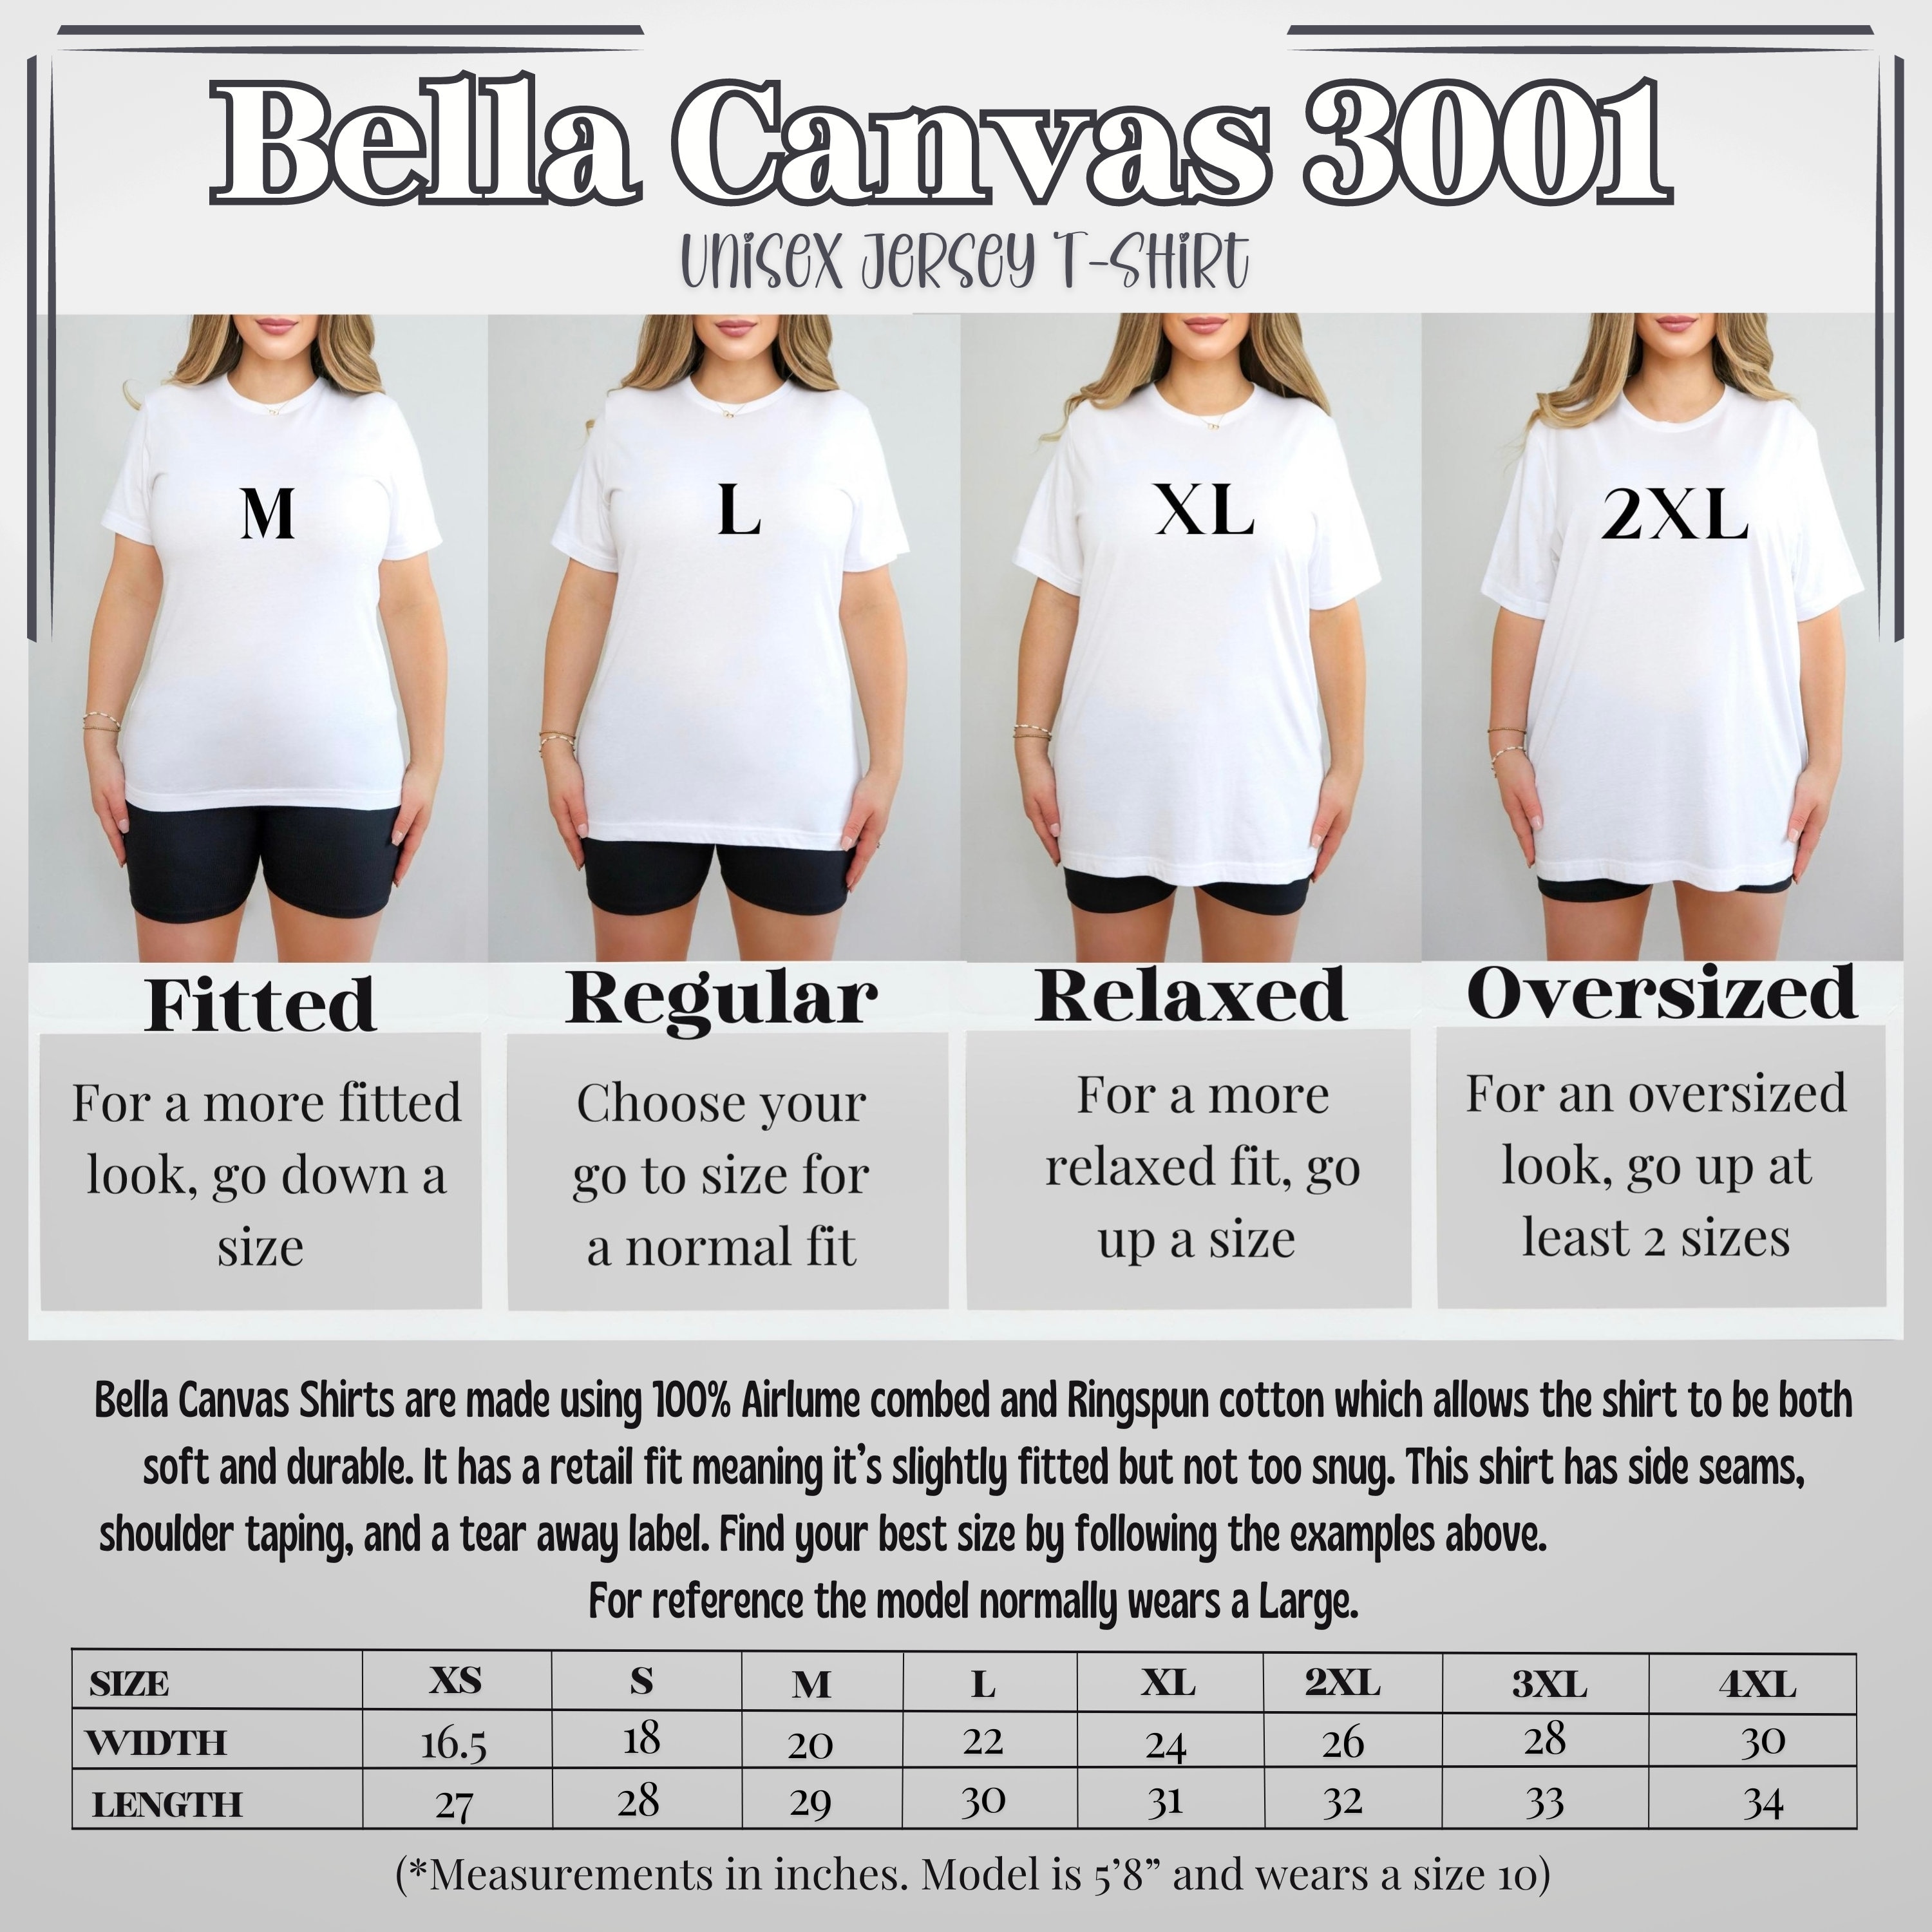 Bella Canvas 3001
Unisex Jersey T-Shirt
M
L
XL
2XL
Fitted
Regular
Relaxed
Oversized
For a more fitted
look, go down a
size
Choose your
go to size for
a normal fit
For a more
relaxed fit, go
up a size
For an oversized
look, go up at
least 2 sizes
Bella Canvas Shirts are made using 100% Airlume combed and Ringspun cotton which allows the shirt to be both
soft and durable. It has a retail fit meaning it's slightly fitted but not too snug. This shirt has side seams,
shoulder taping, and a tear away label. Find your best size by following the examples above.
For reference the model normally wears a Large.
SIZE XS S M L XL 2XL 3XL 4XL
WIDTH 16.5 18 20 22 24 26 28 30
LENGTH 27 28 29 30 31 32 33 34
(*Measurements in inches. Model is 5'8” and wears a size 10)